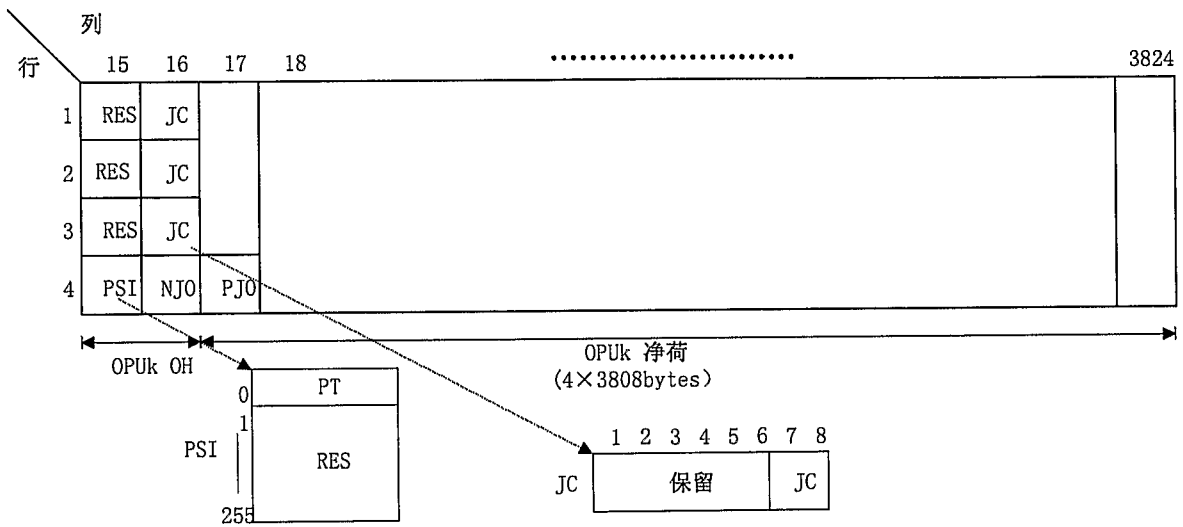 列
行 15 16 17 18 3824
1 RES JC
2 RES JC
3 RES JC
4 PSI NJO PJO
OPUk OH
OPUk 净荷
(4×3808bytes)
0 PT
1
PSI RES
255
1 2 3 4 5 6 7 8
JC 保留 JC